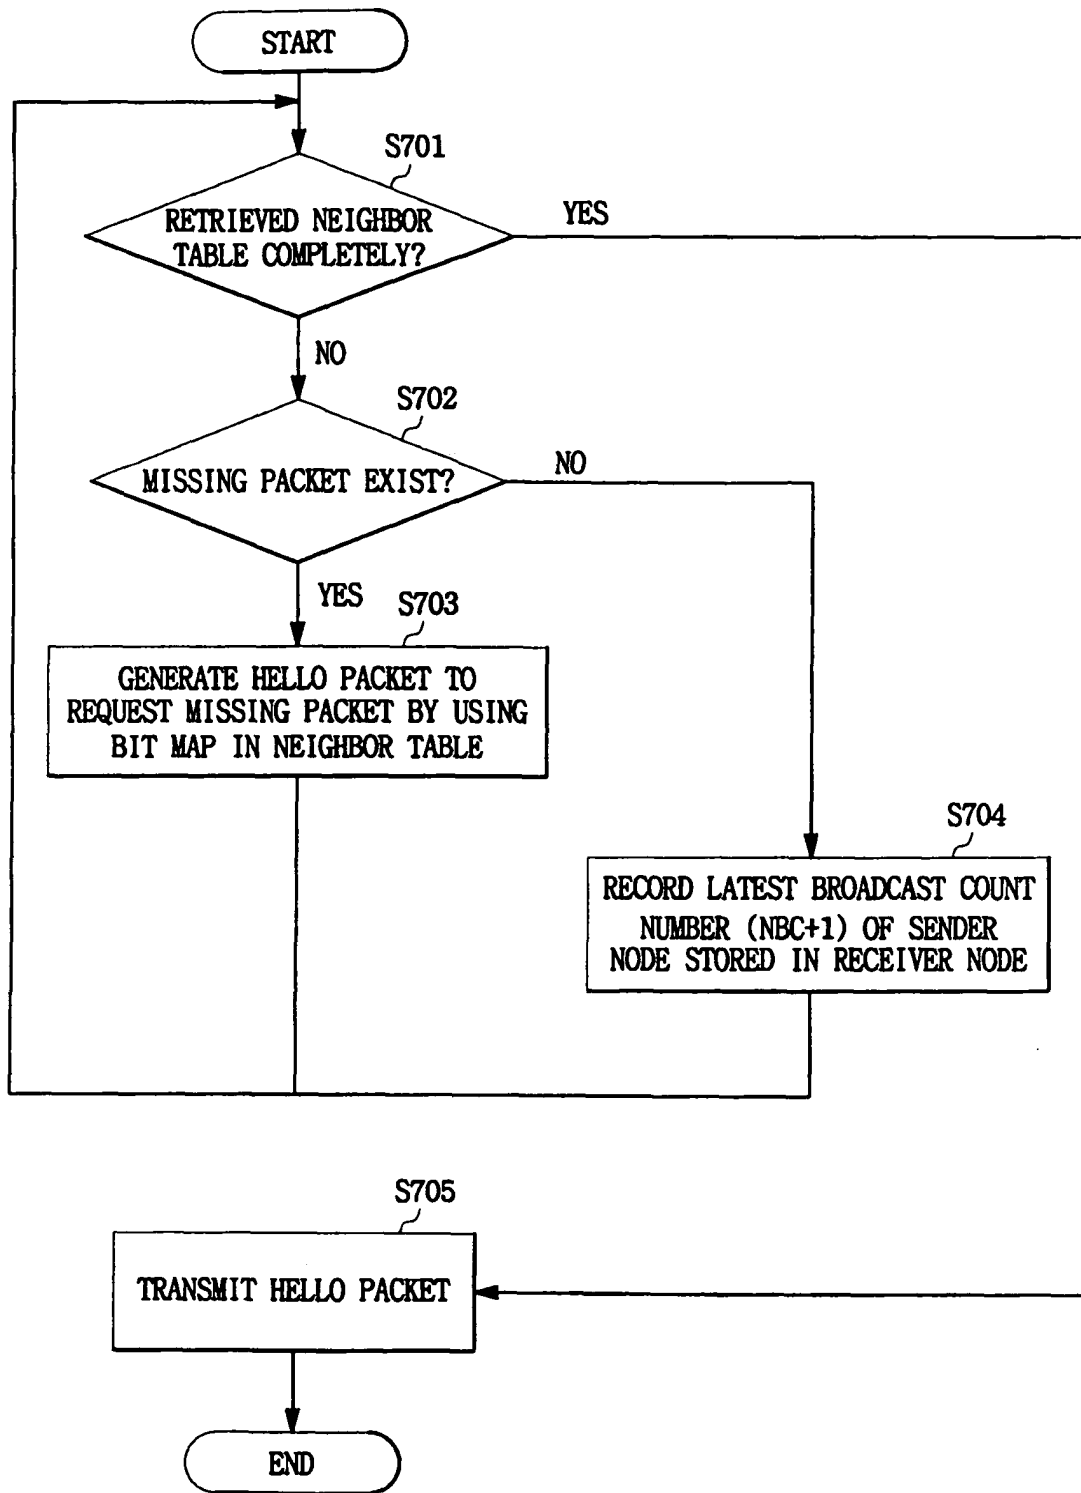 START
S701
RETRIEVED NEIGHBOR
TABLE COMPLETELY?
YES
NO
S702
MISSING PACKET EXIST?
NO
YES
S703
GENERATE HELLO PACKET TO
REQUEST MISSING PACKET BY USING
BIT MAP IN NEIGHBOR TABLE
S704
RECORD LATEST BROADCAST COUNT
NUMBER (NBC+1) OF SENDER
NODE STORED IN RECEIVER NODE
S705
TRANSMIT HELLO PACKET
END